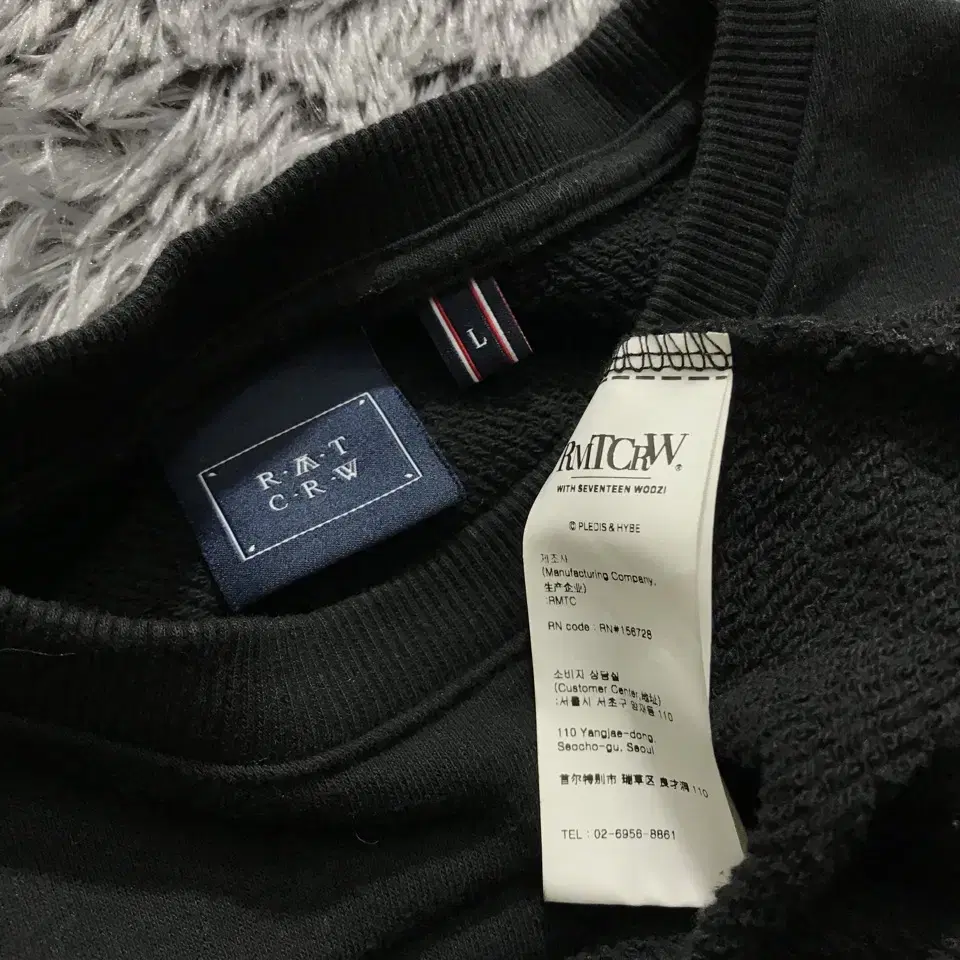 R·M·T
C·R·W
L
RMTCRW®
WITH SEVENTEEN WOOZI
© PLEDIS & HYBE
제조사
(Manufacturing Company,
生产企业)
:RMTC
RN code : RN#156728
소비지 상담실
(Customer Center,地址)
:서울시 서초구 양재동 110
110 Yangjae-dong,
Seocho-gu, Seoul
首尔特別市 瑞草区 良才洞 110
TEL : 02-6956-8861